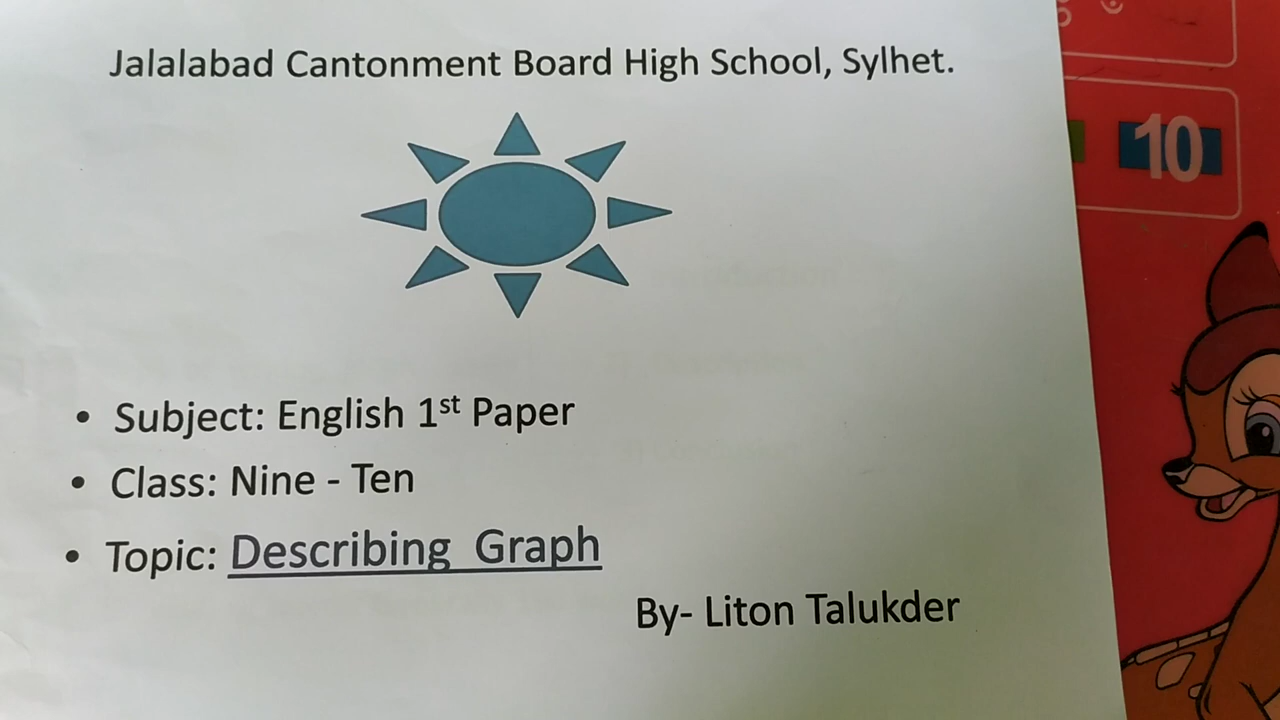 Jalalabad Cantonment Board High School, Sylhet.
10
• Subject: English 1st Paper
• Class: Nine - Ten
• Topic: Describing Graph
By- Liton Talukder